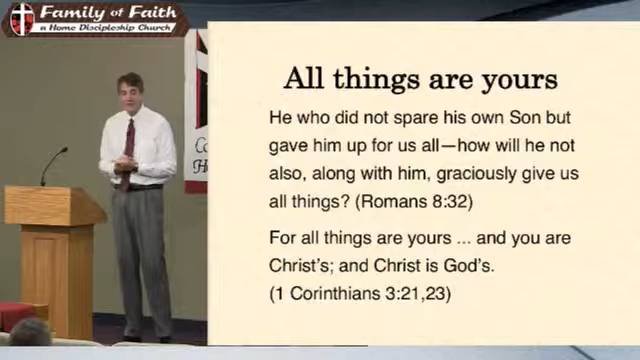 Family of Faith
a Home Discipleship Church
All things are yours
He who did not spare his own Son but
gave him up for us all—how will he not
also, along with him, graciously give us
all things? (Romans 8:32)
For all things are yours ... and you are
Christ's; and Christ is God's.
(1 Corinthians 3:21,23)